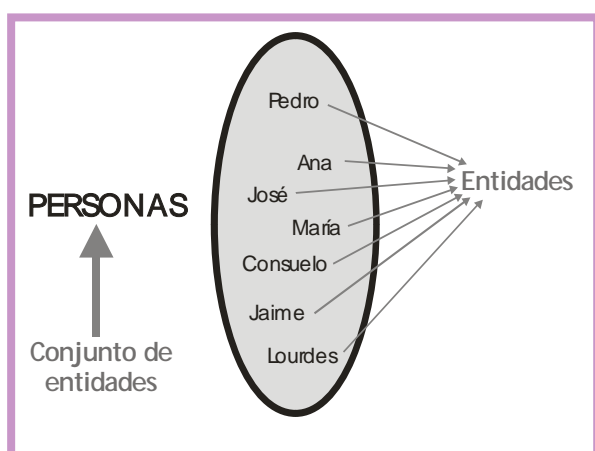 Pedro
Ana
José
María
Consuelo
Jaime
Lourdes
PERSONAS
Entidades
Conjunto de
entidades